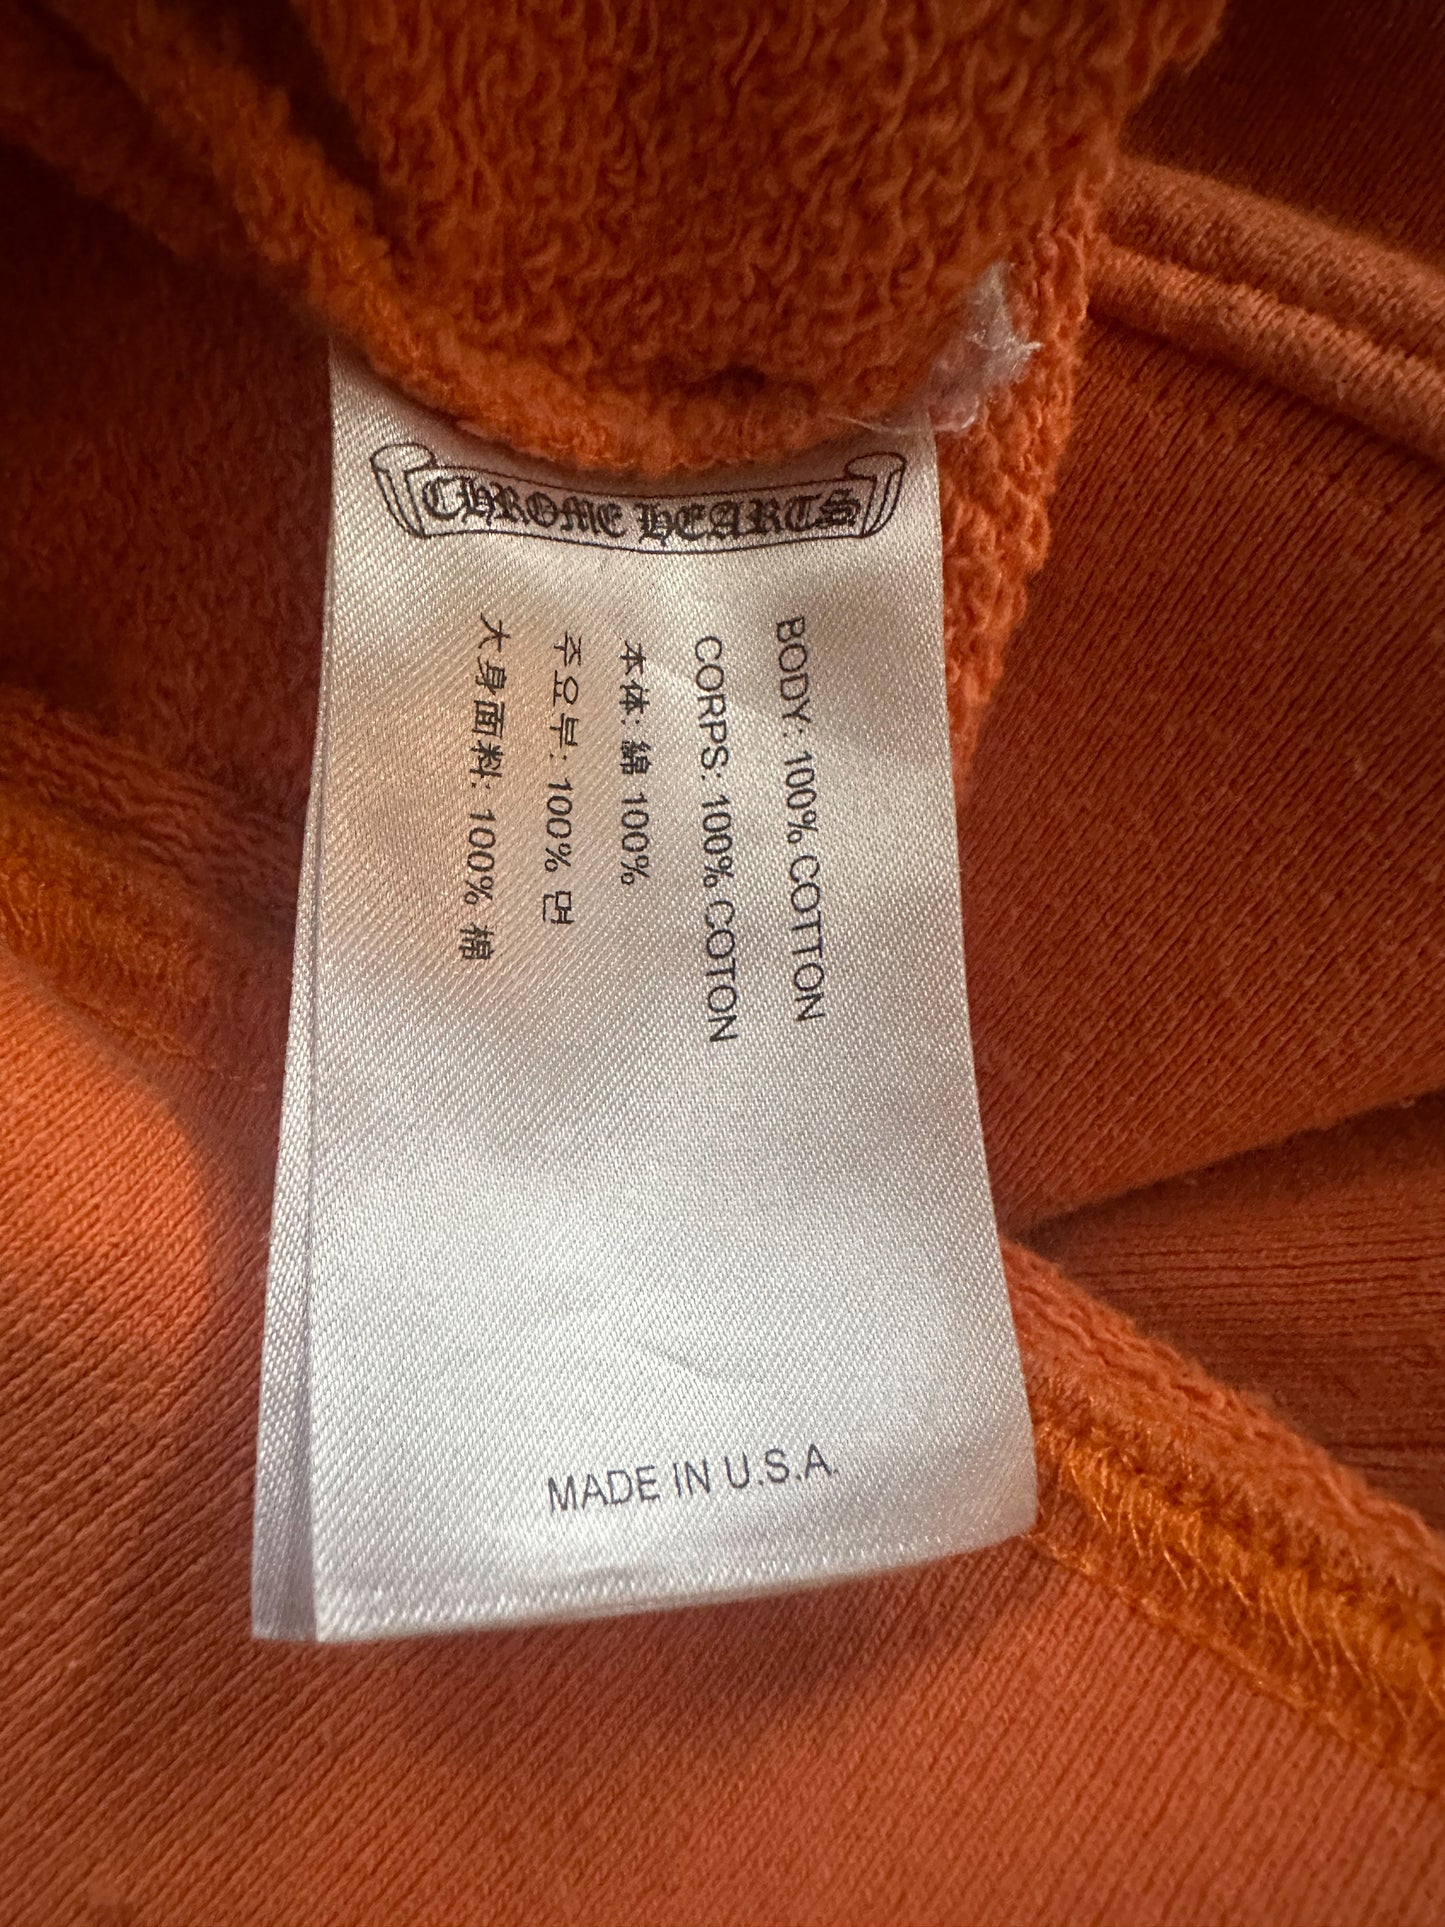 CHROME HEARTS
BODY: 100% COTTON
CORPS: 100% COTON
本体: 綿 100%
주요부: 100% 면
大身面料: 100% 棉
MADE IN U.S.A.